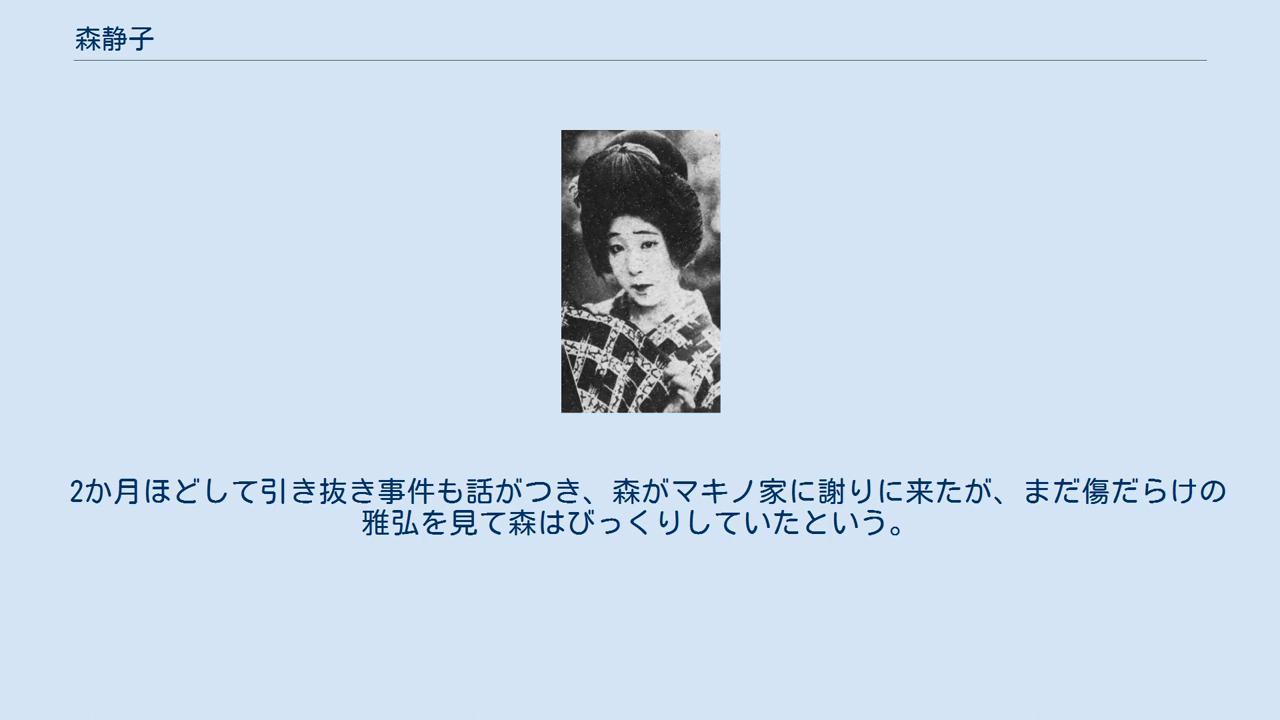 森静子
2か月ほどして引き抜き事件も話がつき、森がマキノ家に謝りに来たが、まだ傷だらけの
雅弘を見て森はびっくりしていたという。